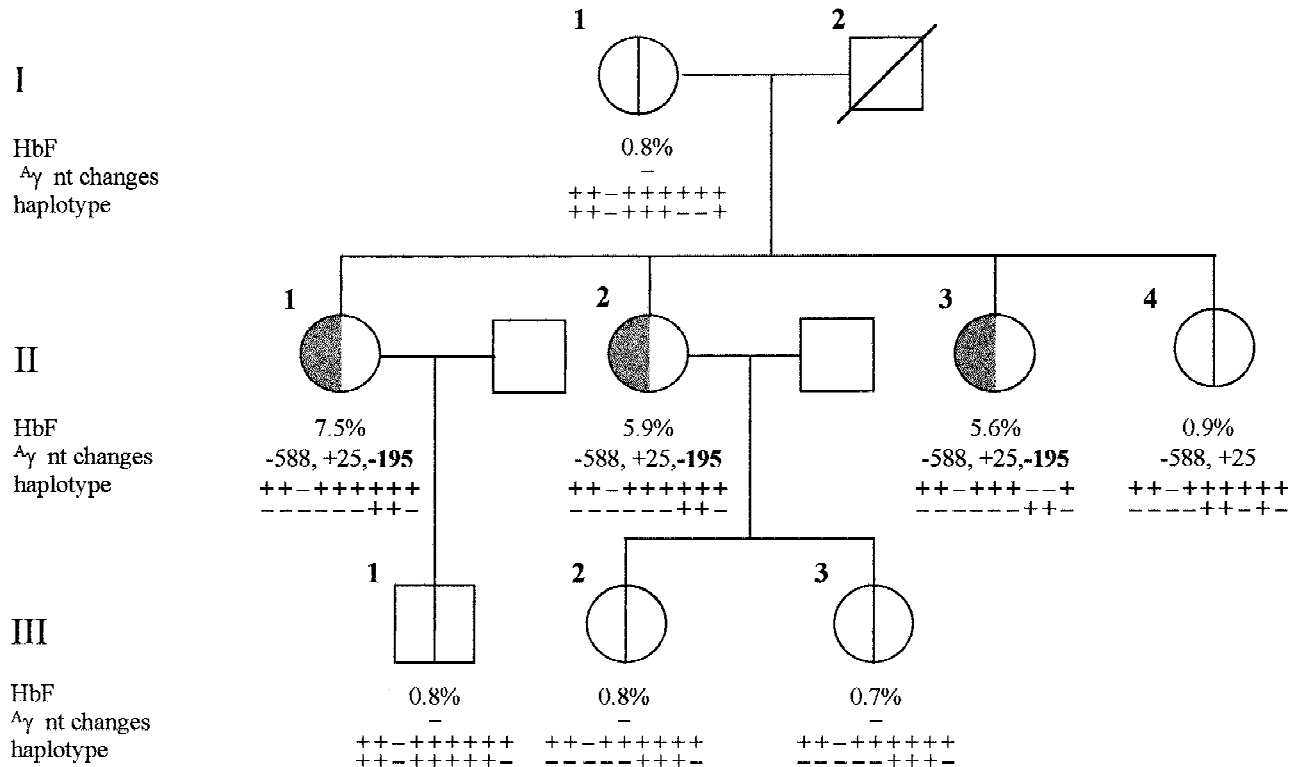 1 2
I
HbF 0.8%
Aγ nt changes –
haplotype ++–++++++
++–+++––+
1 2 3 4
II
HbF 7.5% 5.9% 5.6% 0.9%
Aγ nt changes -588, +25,-195 -588, +25,-195 -588, +25,-195 -588, +25
haplotype ++–++++++ ++–++++++ ++–+++––+ ++–++++++
––––––++– ––––––++– ––––––++– ––––++–+–
1 2 3
III
HbF 0.8% 0.8% 0.7%
Aγ nt changes – – –
haplotype ++–++++++ ++–++++++ ++–++++++
++–+++++– –––––+++– –––––+++–